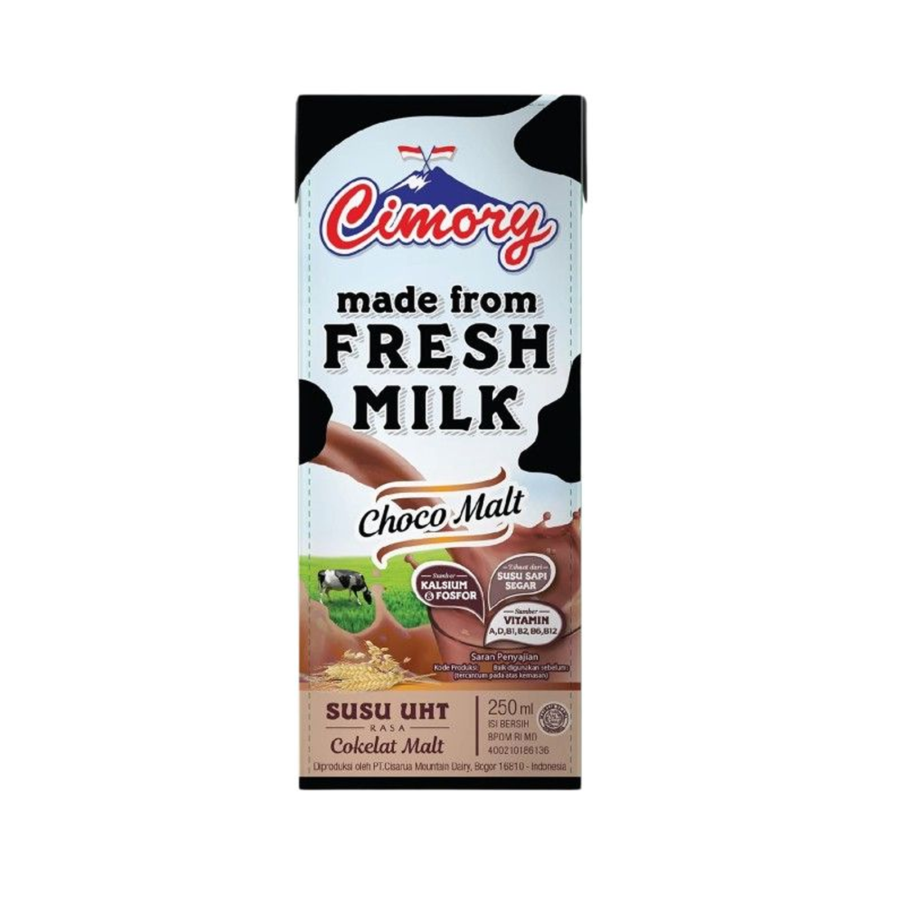 Cimory
made from
FRESH
MILK
Choco Malt
Sumber
KALSIUM
& FOSFOR
Dibuat dari
SUSU SAPI
SEGAR
Sumber
VITAMIN
A,D,B1,B2,B6,B12
Saran Penyajian
Kode Produksi Baik digunakan sebelum:
(tercantum pada atas kemasan)
SUSU UHT
RASA
Cokelat Malt
250 ml
ISI BERSIH
BPOM RI MD
400210186136
Diproduksi oleh PT.Cisarua Mountain Dairy, Bogor 16810 - Indonesia